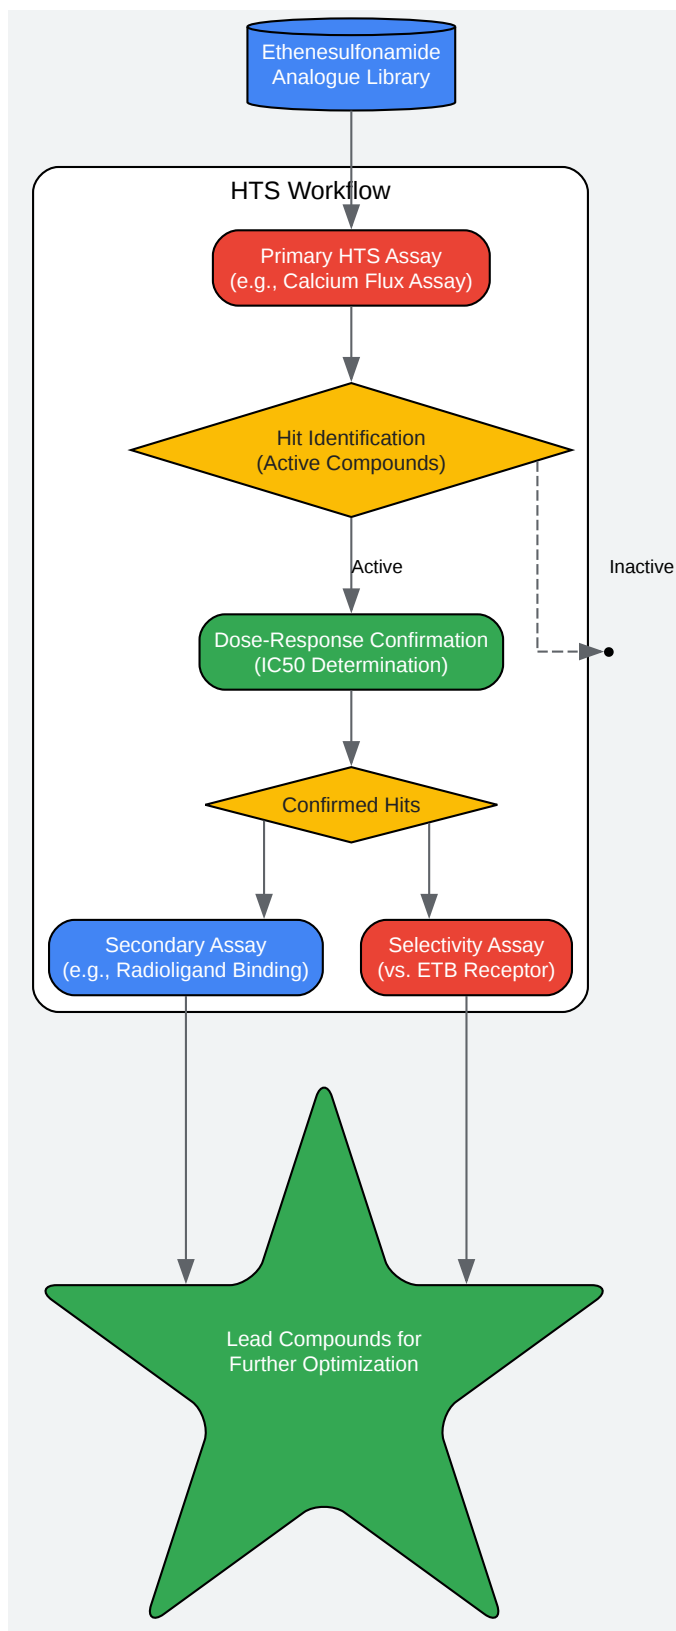 Ethenesulfonamide
Analogue Library
HTS Workflow
Primary HTS Assay
(e.g., Calcium Flux Assay)
Hit Identification
(Active Compounds)
Active
Inactive
Dose-Response Confirmation
(IC50 Determination)
Confirmed Hits
Secondary Assay
(e.g., Radioligand Binding)
Selectivity Assay
(vs. ETB Receptor)
Lead Compounds for
Further Optimization